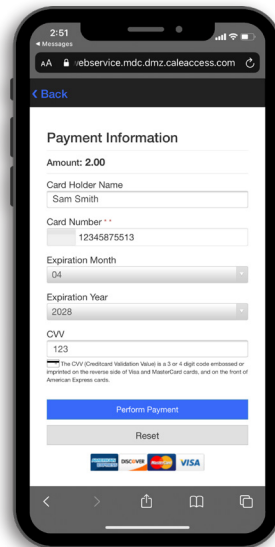 2:51
◀ Messages
AA webservice.mdc.dmz.caleaccess.com
Back
Payment Information
Amount: 2.00
Card Holder Name
Sam Smith
Card Number **
12345875513
Expiration Month
04
Expiration Year
2028
CVV
123
The CVV (Creditcard Validation Value) is a 3 or 4 digit code embossed or
imprinted on the reverse side of Visa and MasterCard cards, and on the front of
American Express cards.
Perform Payment
Reset
AMERICAN EXPRESS DISCOVER MasterCard VISA